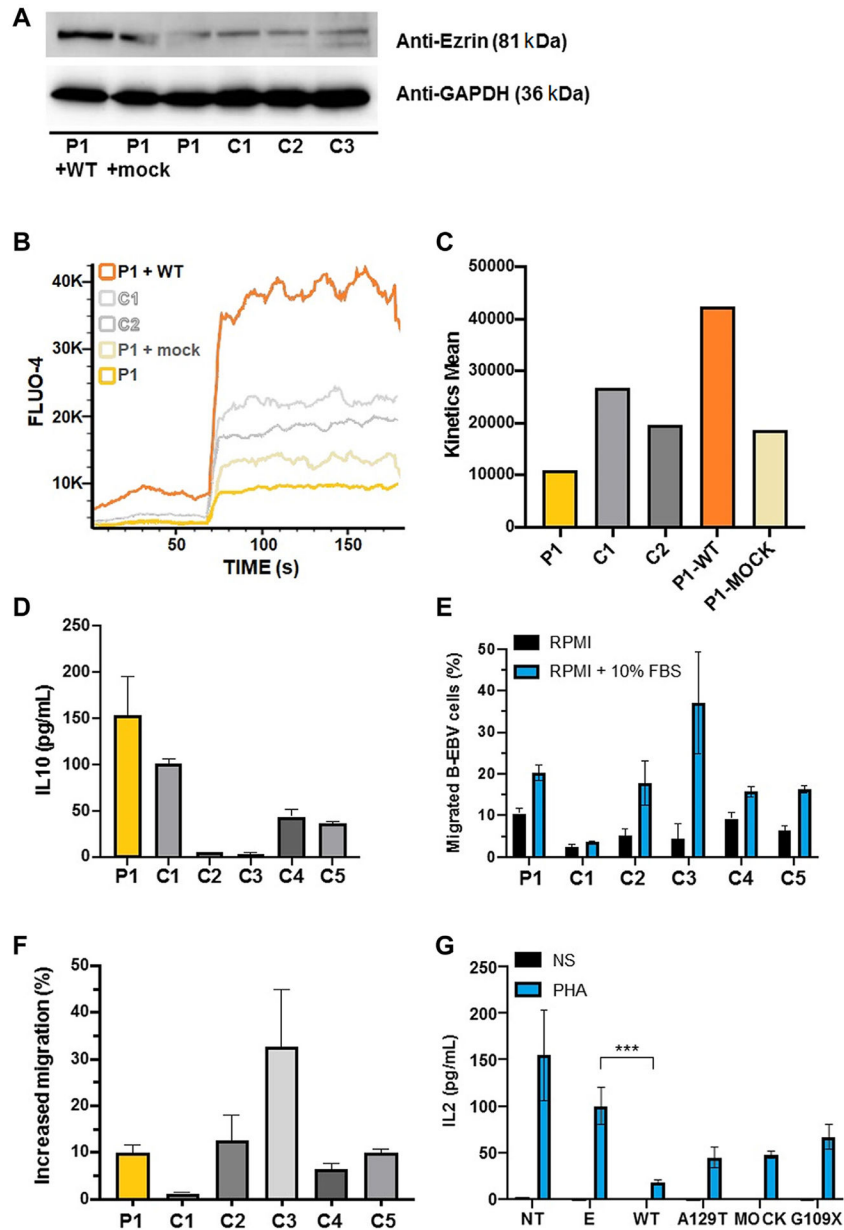 A
Anti-Ezrin (81 kDa)
Anti-GAPDH (36 kDa)
P1 P1 P1 C1 C2 C3
+WT +mock
B
P1 + WT
C1
C2
P1 + mock
P1
40K
30K
20K
10K
FLUO-4
50 100 150
TIME (s)
C
50000
40000
30000
20000
10000
0
Kinetics Mean
P1 C1 C2 P1-WT P1-MOCK
D
250
200
150
100
50
0
IL10 (pg/mL)
P1 C1 C2 C3 C4 C5
E
RPMI
RPMI + 10% FBS
50
40
30
20
10
0
Migrated B-EBV cells (%)
P1 C1 C2 C3 C4 C5
F
50
40
30
20
10
0
Increased migration (%)
P1 C1 C2 C3 C4 C5
G
NS
PHA
250
200
150
100
50
0
IL2 (pg/mL)
***
NT E WT A129T MOCK G109X